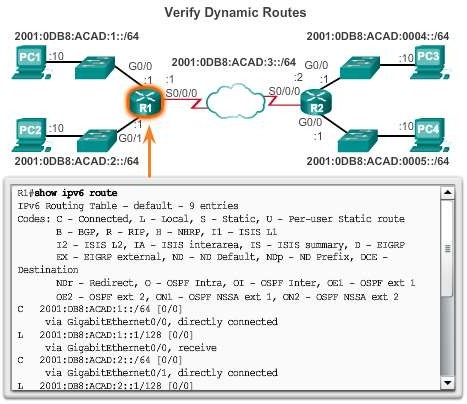 Verify Dynamic Routes
2001:0DB8:ACAD:1::/64
2001:0DB8:ACAD:0004::/64
2001:0DB8:ACAD:3::/64
PC1
:10
G0/0
:1
:1
S0/0/0
R1
:1
G0/1
PC2
:10
2001:0DB8:ACAD:2::/64
:2
S0/0/0
R2
G0/0
:1
:10
PC3
:10
PC4
2001:0DB8:ACAD:0005::/64
R1#show ipv6 route
IPv6 Routing Table - default - 9 entries
Codes: C - Connected, L - Local, S - Static, U - Per-user Static route
B - BGP, R - RIP, H - NHRP, I1 - ISIS L1
I2 - ISIS L2, IA - ISIS interarea, IS - ISIS summary, D - EIGRP
EX - EIGRP external, ND - ND Default, NDp - ND Prefix, DCE -
Destination
NDr - Redirect, O - OSPF Intra, OI - OSPF Inter, OE1 - OSPF ext 1
OE2 - OSPF ext 2, ON1 - OSPF NSSA ext 1, ON2 - OSPF NSSA ext 2
C 2001:DB8:ACAD:1::/64 [0/0]
via GigabitEthernet0/0, directly connected
L 2001:DB8:ACAD:1::1/128 [0/0]
via GigabitEthernet0/0, receive
C 2001:DB8:ACAD:2::/64 [0/0]
via GigabitEthernet0/1, directly connected
L 2001:DB8:ACAD:2::1/128 [0/0]